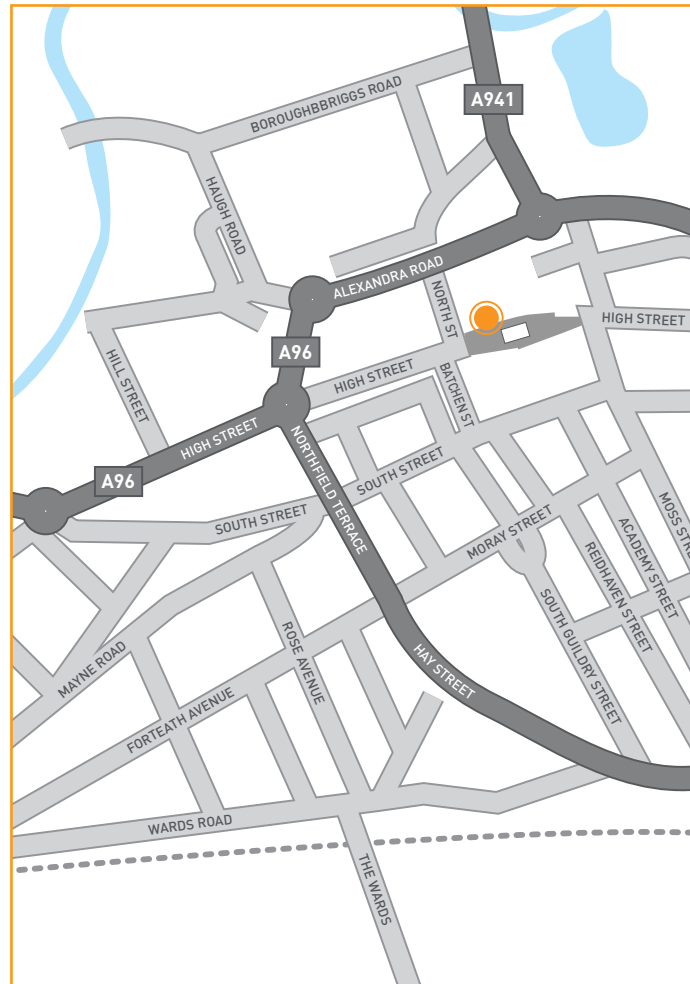 A941
BOROUGHBBRIGGS ROAD
HAUGH ROAD
ALEXANDRA ROAD
NORTH ST
HIGH STREET
A96
HIGH STREET
HILL STREET
BATCHEN ST
HIGH STREET
A96
NORTHFIELD TERRACE
SOUTH STREET
SOUTH STREET
MORAY STREET
MOSS STR
ACADEMY STREET
REIDHAVEN STREET
SOUTH GUILDRY STREET
MAYNE ROAD
ROSE AVENUE
HAY STREET
FORTEATH AVENUE
WARDS ROAD
THE WARDS